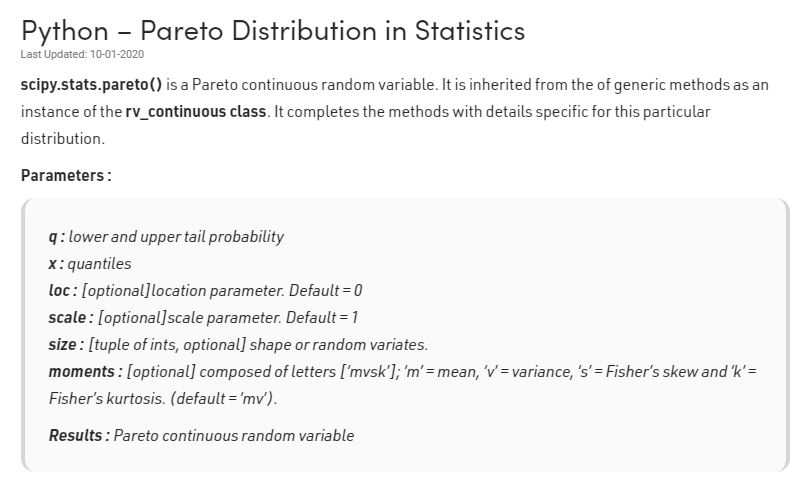 Python – Pareto Distribution in Statistics
Last Updated: 10-01-2020
scipy.stats.pareto() is a Pareto continuous random variable. It is inherited from the of generic methods as an
instance of the rv_continuous class. It completes the methods with details specific for this particular
distribution.
Parameters :
q : lower and upper tail probability
x : quantiles
loc : [optional]location parameter. Default = 0
scale : [optional]scale parameter. Default = 1
size : [tuple of ints, optional] shape or random variates.
moments : [optional] composed of letters [‘mvsk’]; ‘m’ = mean, ‘v’ = variance, ‘s’ = Fisher’s skew and ‘k’ =
Fisher’s kurtosis. (default = ‘mv’).
Results : Pareto continuous random variable